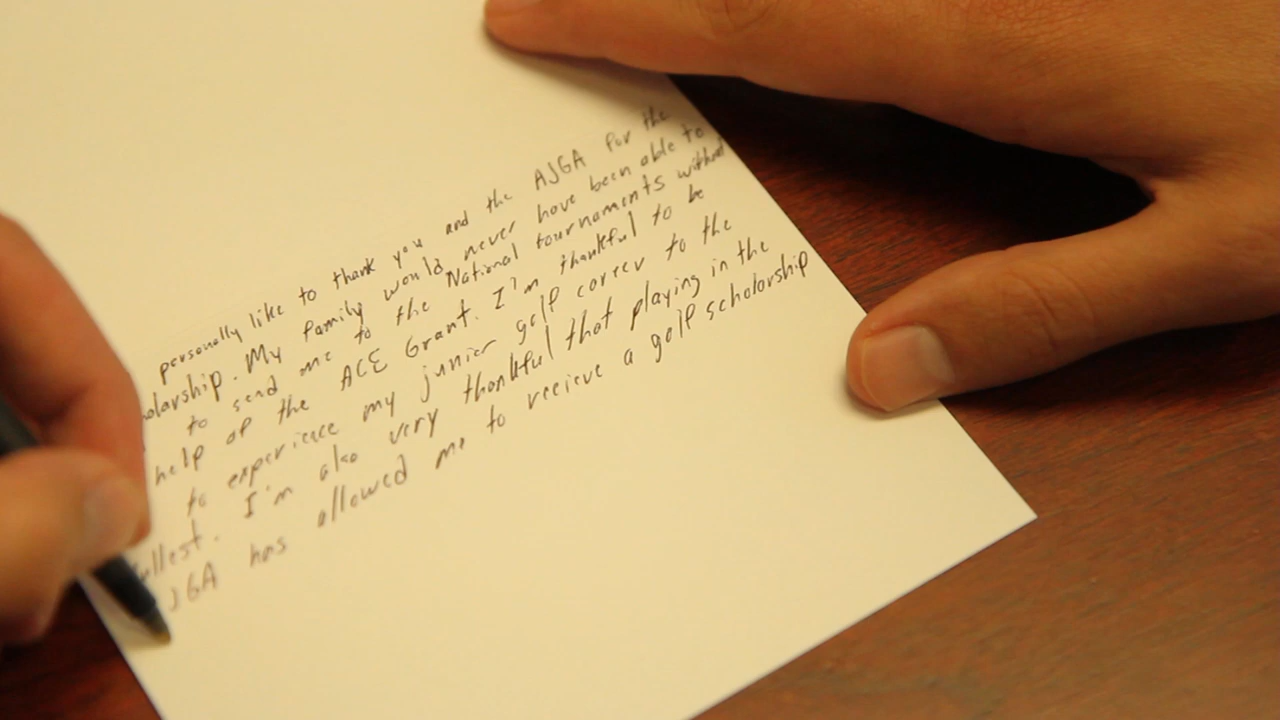 personally like to thank you and the AJGA for the
olarship. My family would never have been able to
to send me to the National tournaments without
help of the ACE Grant. I'm thankful to be
to experience my junior golf career to the
ullest. I'm also very thankful that playing in the
JGA has allowed me to recieve a golf scholarship